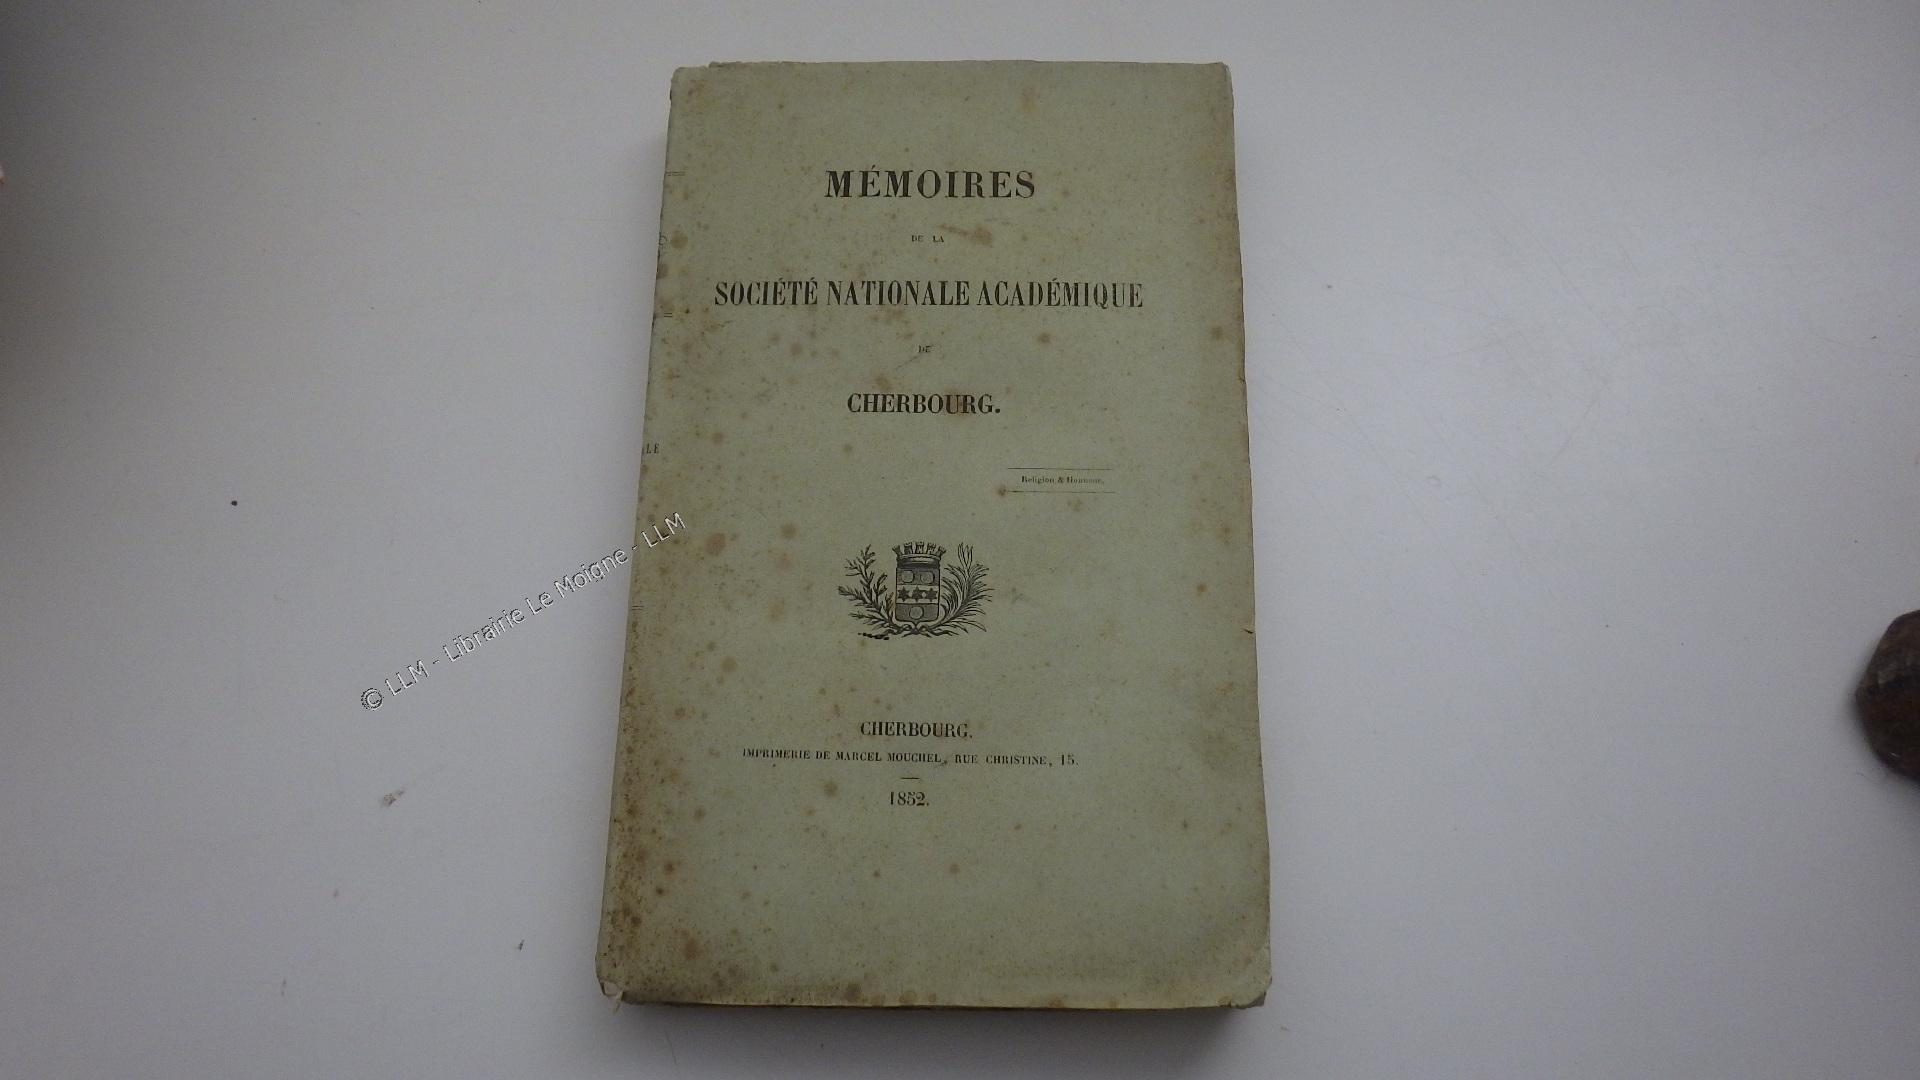 MÉMOIRES
DE LA
SOCIÉTÉ NATIONALE ACADÉMIQUE
DE
CHERBOURG.
LE
Religion & Honneur.
© LLM - Librairie Le Moigne - LLM
CHERBOURG.
IMPRIMERIE DE MARCEL MOUCHEL, RUE CHRISTINE, 15.
1852.